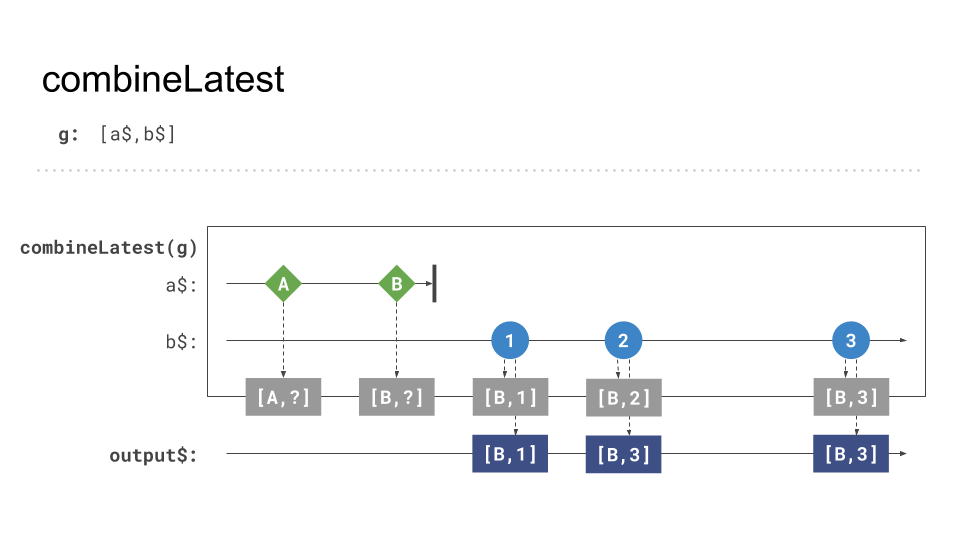 combineLatest
g: [a$,b$]
combineLatest(g)
a$: A B
b$: 1 2 3
[A,?] [B,?] [B,1] [B,2] [B,3]
output$: [B,1] [B,3] [B,3]